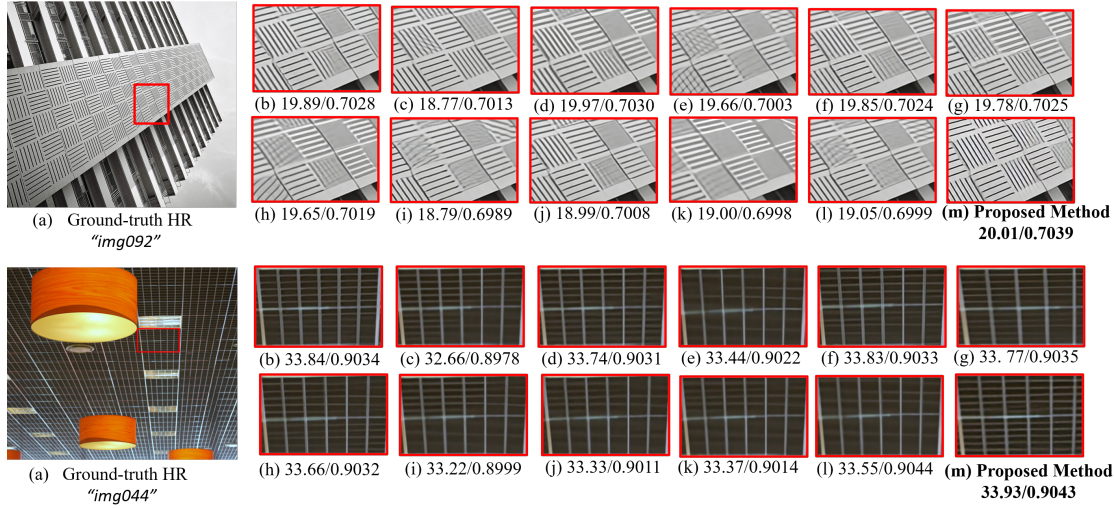 (b) 19.89/0.7028 (c) 18.77/0.7013 (d) 19.97/0.7030 (e) 19.66/0.7003 (f) 19.85/0.7024 (g) 19.78/0.7025
(h) 19.65/0.7019 (i) 18.79/0.6989 (j) 18.99/0.7008 (k) 19.00/0.6998 (l) 19.05/0.6999 (m) Proposed Method
20.01/0.7039
(a) Ground-truth HR
“img092”
(b) 33.84/0.9034 (c) 32.66/0.8978 (d) 33.74/0.9031 (e) 33.44/0.9022 (f) 33.83/0.9033 (g) 33. 77/0.9035
(h) 33.66/0.9032 (i) 33.22/0.8999 (j) 33.33/0.9011 (k) 33.37/0.9014 (l) 33.55/0.9044 (m) Proposed Method
33.93/0.9043
(a) Ground-truth HR
“img044”